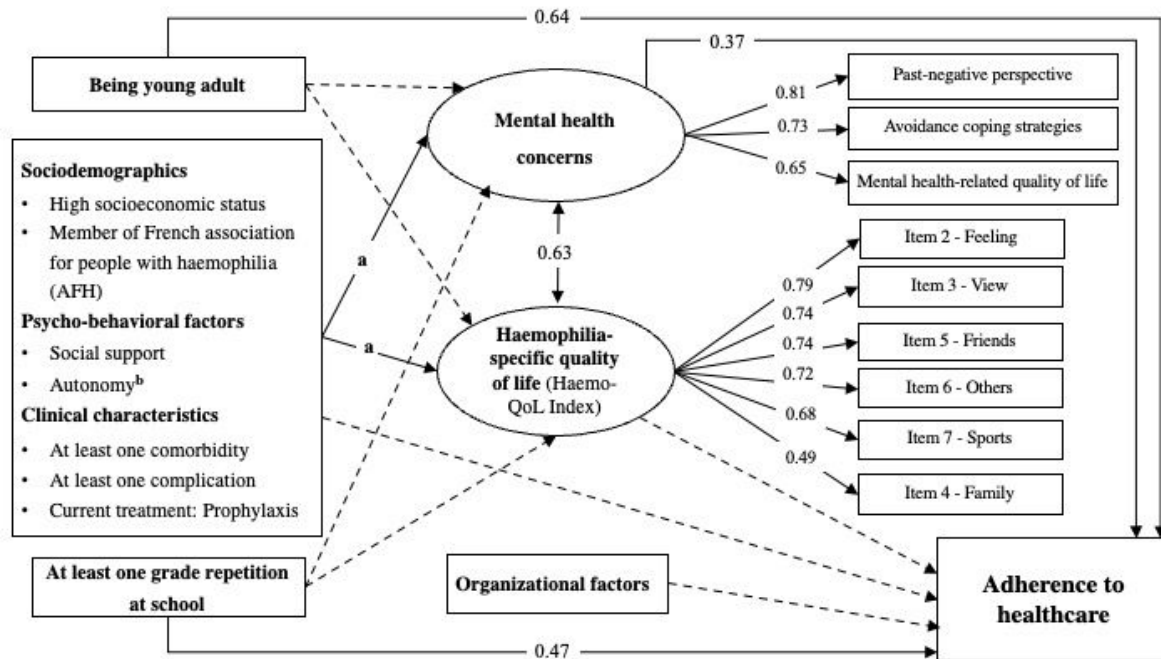 0.64
0.37
Being young adult
Mental health
concerns
0.81
0.73
0.65
Past-negative perspective
Avoidance coping strategies
Mental health-related quality of life
Sociodemographics
• High socioeconomic status
• Member of French association
for people with haemophilia
(AFH)
Psycho-behavioral factors
• Social support
• Autonomyᵇ
Clinical characteristics
• At least one comorbidity
• At least one complication
• Current treatment: Prophylaxis
a
a
0.63
Haemophilia-
specific quality
of life (Haemo-
QoL Index)
0.79
0.74
0.74
0.72
0.68
0.49
Item 2 - Feeling
Item 3 - View
Item 5 - Friends
Item 6 - Others
Item 7 - Sports
Item 4 - Family
At least one grade repetition
at school
Organizational factors
Adherence to
healthcare
0.47